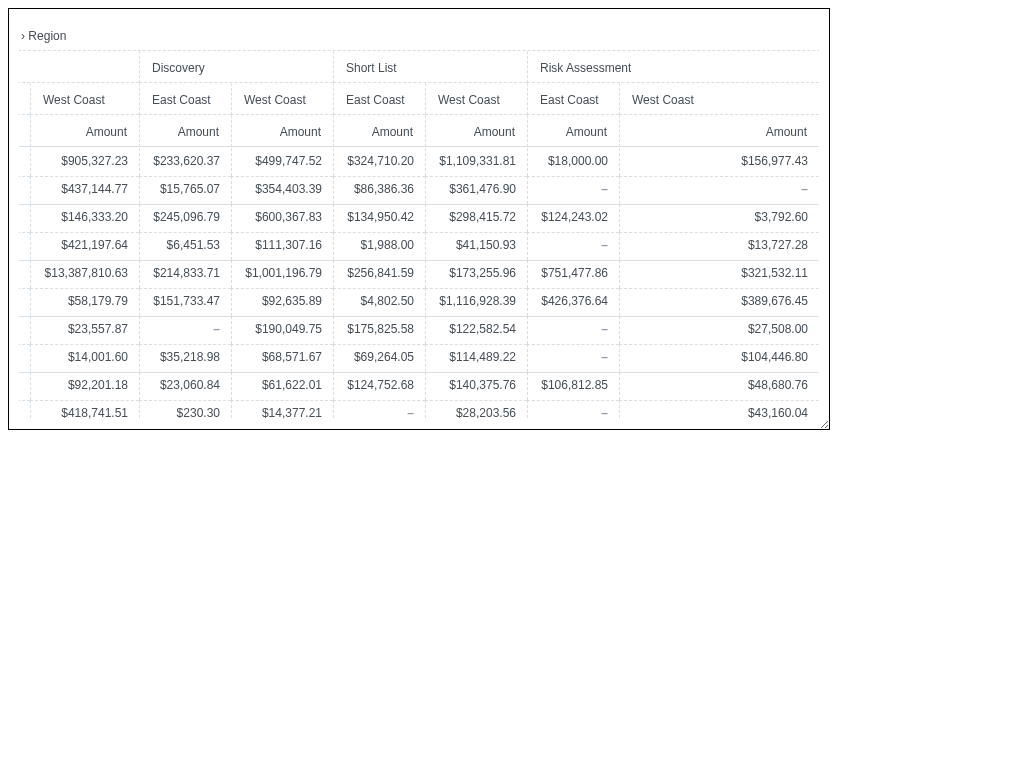 › Region
Discovery Short List Risk Assessment
West Coast East Coast West Coast East Coast West Coast East Coast West Coast
Amount Amount Amount Amount Amount Amount Amount
$905,327.23 $233,620.37 $499,747.52 $324,710.20 $1,109,331.81 $18,000.00 $156,977.43
$437,144.77 $15,765.07 $354,403.39 $86,386.36 $361,476.90 – –
$146,333.20 $245,096.79 $600,367.83 $134,950.42 $298,415.72 $124,243.02 $3,792.60
$421,197.64 $6,451.53 $111,307.16 $1,988.00 $41,150.93 – $13,727.28
$13,387,810.63 $214,833.71 $1,001,196.79 $256,841.59 $173,255.96 $751,477.86 $321,532.11
$58,179.79 $151,733.47 $92,635.89 $4,802.50 $1,116,928.39 $426,376.64 $389,676.45
$23,557.87 – $190,049.75 $175,825.58 $122,582.54 – $27,508.00
$14,001.60 $35,218.98 $68,571.67 $69,264.05 $114,489.22 – $104,446.80
$92,201.18 $23,060.84 $61,622.01 $124,752.68 $140,375.76 $106,812.85 $48,680.76
$418,741.51 $230.30 $14,377.21 – $28,203.56 – $43,160.04